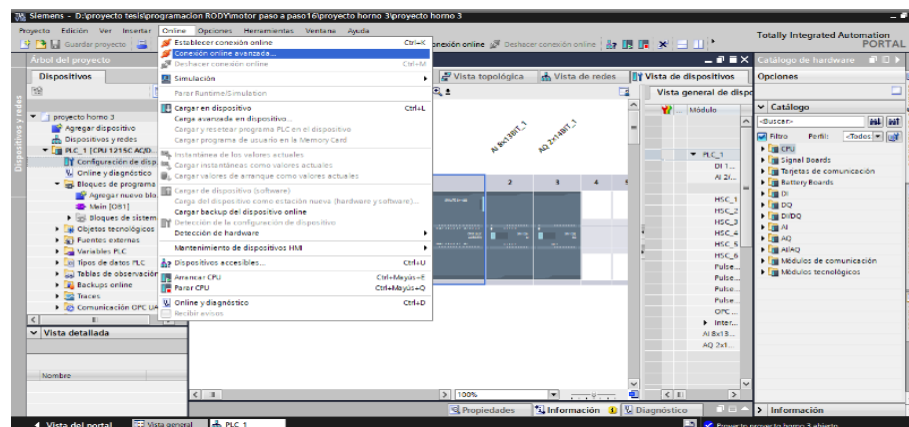 Siemens - D:\proyecto tesis\programacion RODY\motor paso a paso16\proyecto horno 3\proyecto horno 3
Proyecto Edición Ver Insertar Online Opciones Herramientas Ventana Ayuda
Totally Integrated Automation
PORTAL
Guardar proyecto
conexión online
Deshacer conexión online
Establecer conexión online Ctrl+K
Conexión online avanzada...
Deshacer conexión online Ctrl+M
Simulación
Parar Runtime/Simulation
Cargar en dispositivo Ctrl+L
Carga avanzada en dispositivo...
Cargar y resetear programa PLC en el dispositivo
Cargar programa de usuario en la Memory Card
Instantánea de los valores actuales
Cargar instantáneas como valores actuales
Cargar valores de arranque como valores actuales
Cargar de dispositivo (software)
Carga del dispositivo como estación nueva (hardware y software)...
Cargar backup del dispositivo online
Detección de la configuración de dispositivo
Detección de hardware
Mantenimiento de dispositivos HMI
Dispositivos accesibles... Ctrl+U
Arrancar CPU Ctrl+Mayús+E
Parar CPU Ctrl+Mayús+Q
Online y diagnóstico Ctrl+D
Recibir avisos
Árbol del proyecto
Dispositivos
Dispositivos y redes
proyecto horno 3
Agregar dispositivo
Dispositivos y redes
PLC_1 [CPU 1215C AC/D...
Configuración de disp
Online y diagnóstico
Bloques de programa
Agregar nuevo blo
Main [OB1]
Bloques de sistem
Objetos tecnológicos
Fuentes externas
Variables PLC
Tipos de datos PLC
Tablas de observación
Backups online
Traces
Comunicación OPC UA
Vista detallada
Nombre
Vista topológica
Vista de redes
Vista de dispositivos
AI 8x13BIT_1
AQ 2x14BIT_1
2 3 4 5
100%
Vista general de dispo
... Módulo
PLC_1
DI 1...
AI 2/...
HSC_1
HSC_2
HSC_3
HSC_4
HSC_5
HSC_6
Pulse...
Pulse...
Pulse...
Pulse...
OPC ...
Inter...
AI 8x13...
AQ 2x1...
Catálogo de hardware
Opciones
Catálogo
<Buscar>
Filtro Perfil: <Todos>
CPU
Signal Boards
Tarjetas de comunicación
Battery Boards
DI
DQ
DI/DQ
AI
AQ
AI/AQ
Módulos de comunicación
Módulos tecnológicos
Información
Propiedades
Información
Diagnóstico
Vista del portal
Vista general
PLC_1
Proyecto proyecto horno 3 abierto